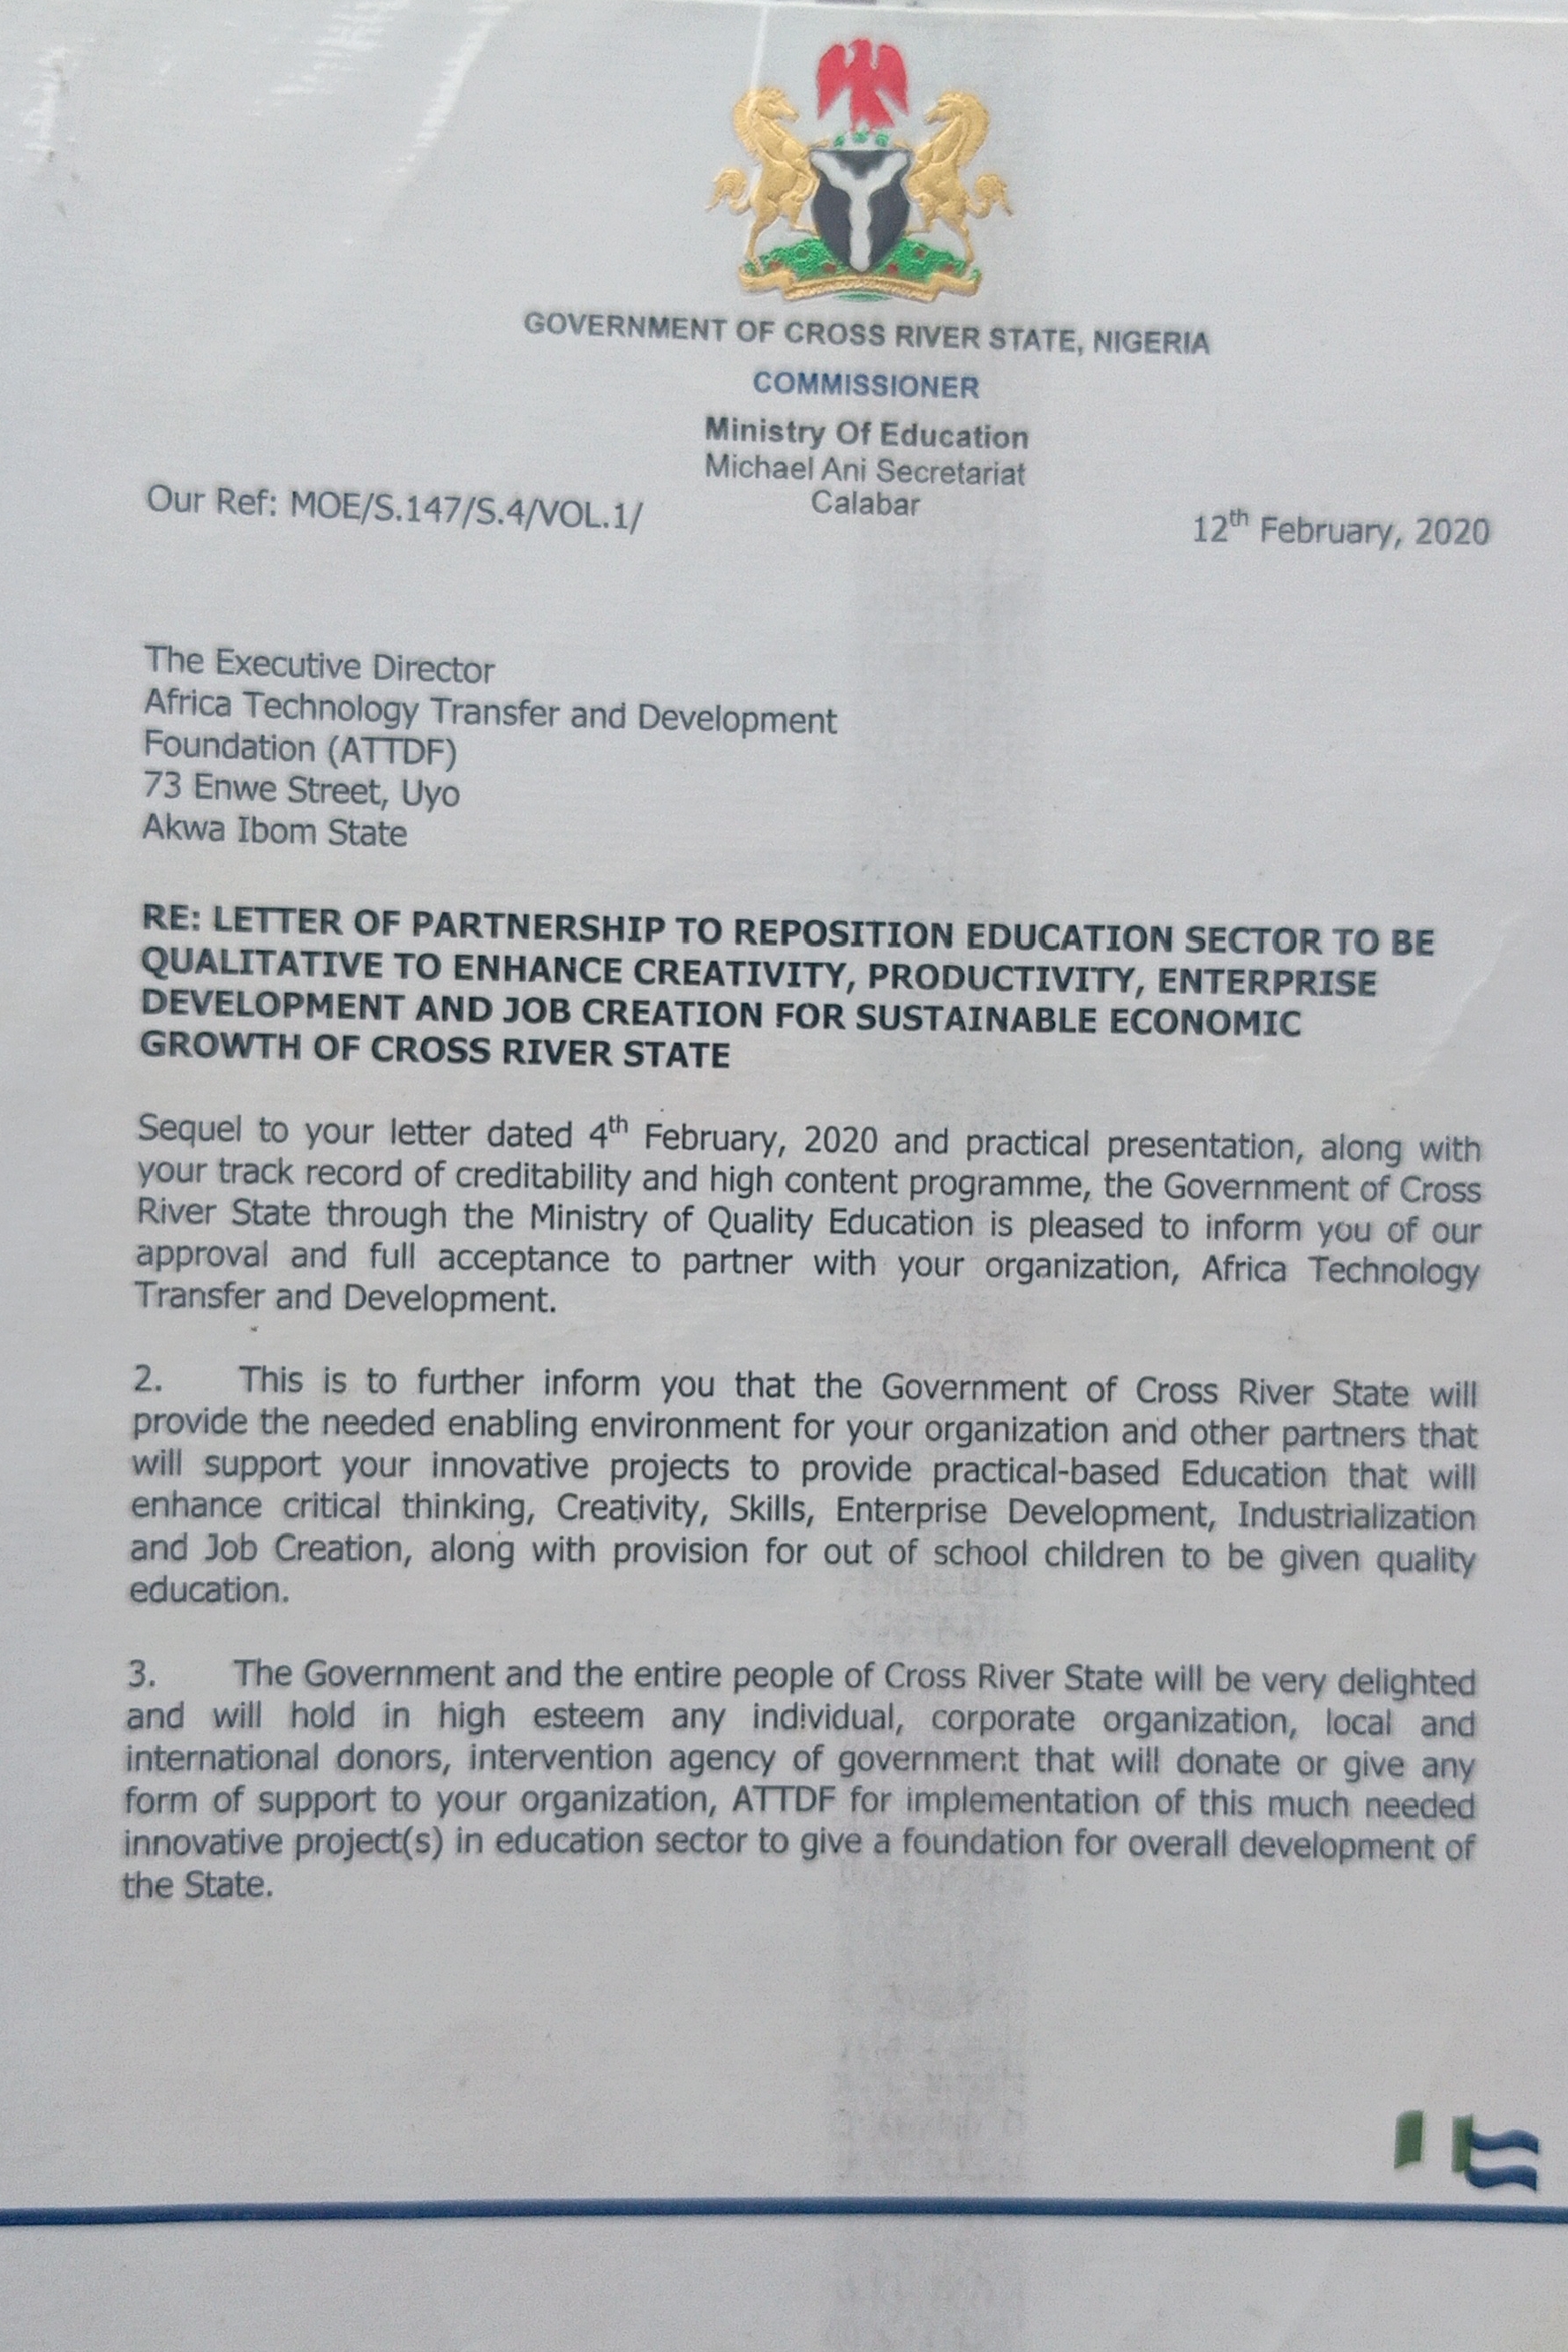 GOVERNMENT OF CROSS RIVER STATE, NIGERIA
COMMISSIONER
Ministry Of Education
Michael Ani Secretariat
Calabar
Our Ref: MOE/S.147/S.4/VOL.1/
12th February, 2020
The Executive Director
Africa Technology Transfer and Development
Foundation (ATTDF)
73 Enwe Street, Uyo
Akwa Ibom State
RE: LETTER OF PARTNERSHIP TO REPOSITION EDUCATION SECTOR TO BE
QUALITATIVE TO ENHANCE CREATIVITY, PRODUCTIVITY, ENTERPRISE
DEVELOPMENT AND JOB CREATION FOR SUSTAINABLE ECONOMIC
GROWTH OF CROSS RIVER STATE
Sequel to your letter dated 4th February, 2020 and practical presentation, along with
your track record of creditability and high content programme, the Government of Cross
River State through the Ministry of Quality Education is pleased to inform you of our
approval and full acceptance to partner with your organization, Africa Technology
Transfer and Development.
2. This is to further inform you that the Government of Cross River State will
provide the needed enabling environment for your organization and other partners that
will support your innovative projects to provide practical-based Education that will
enhance critical thinking, Creativity, Skills, Enterprise Development, Industrialization
and Job Creation, along with provision for out of school children to be given quality
education.
3. The Government and the entire people of Cross River State will be very delighted
and will hold in high esteem any individual, corporate organization, local and
international donors, intervention agency of government that will donate or give any
form of support to your organization, ATTDF for implementation of this much needed
innovative project(s) in education sector to give a foundation for overall development of
the State.